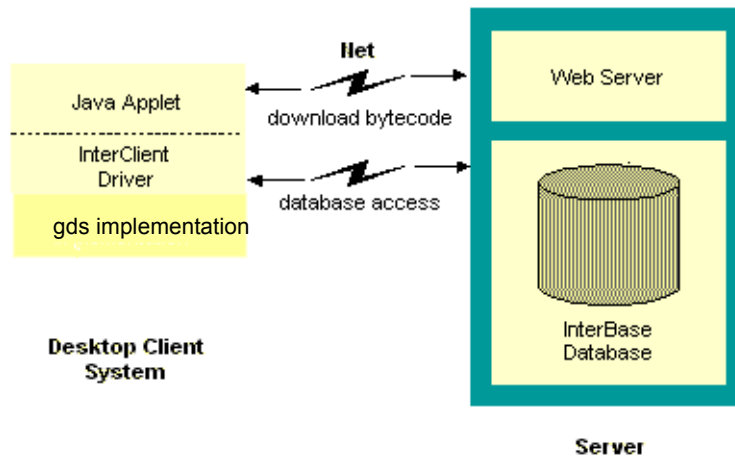 Net
Java Applet
download bytecode
Web Server
InterClient
Driver
database access
gds implementation
InterBase
Database
Desktop Client
System
Server